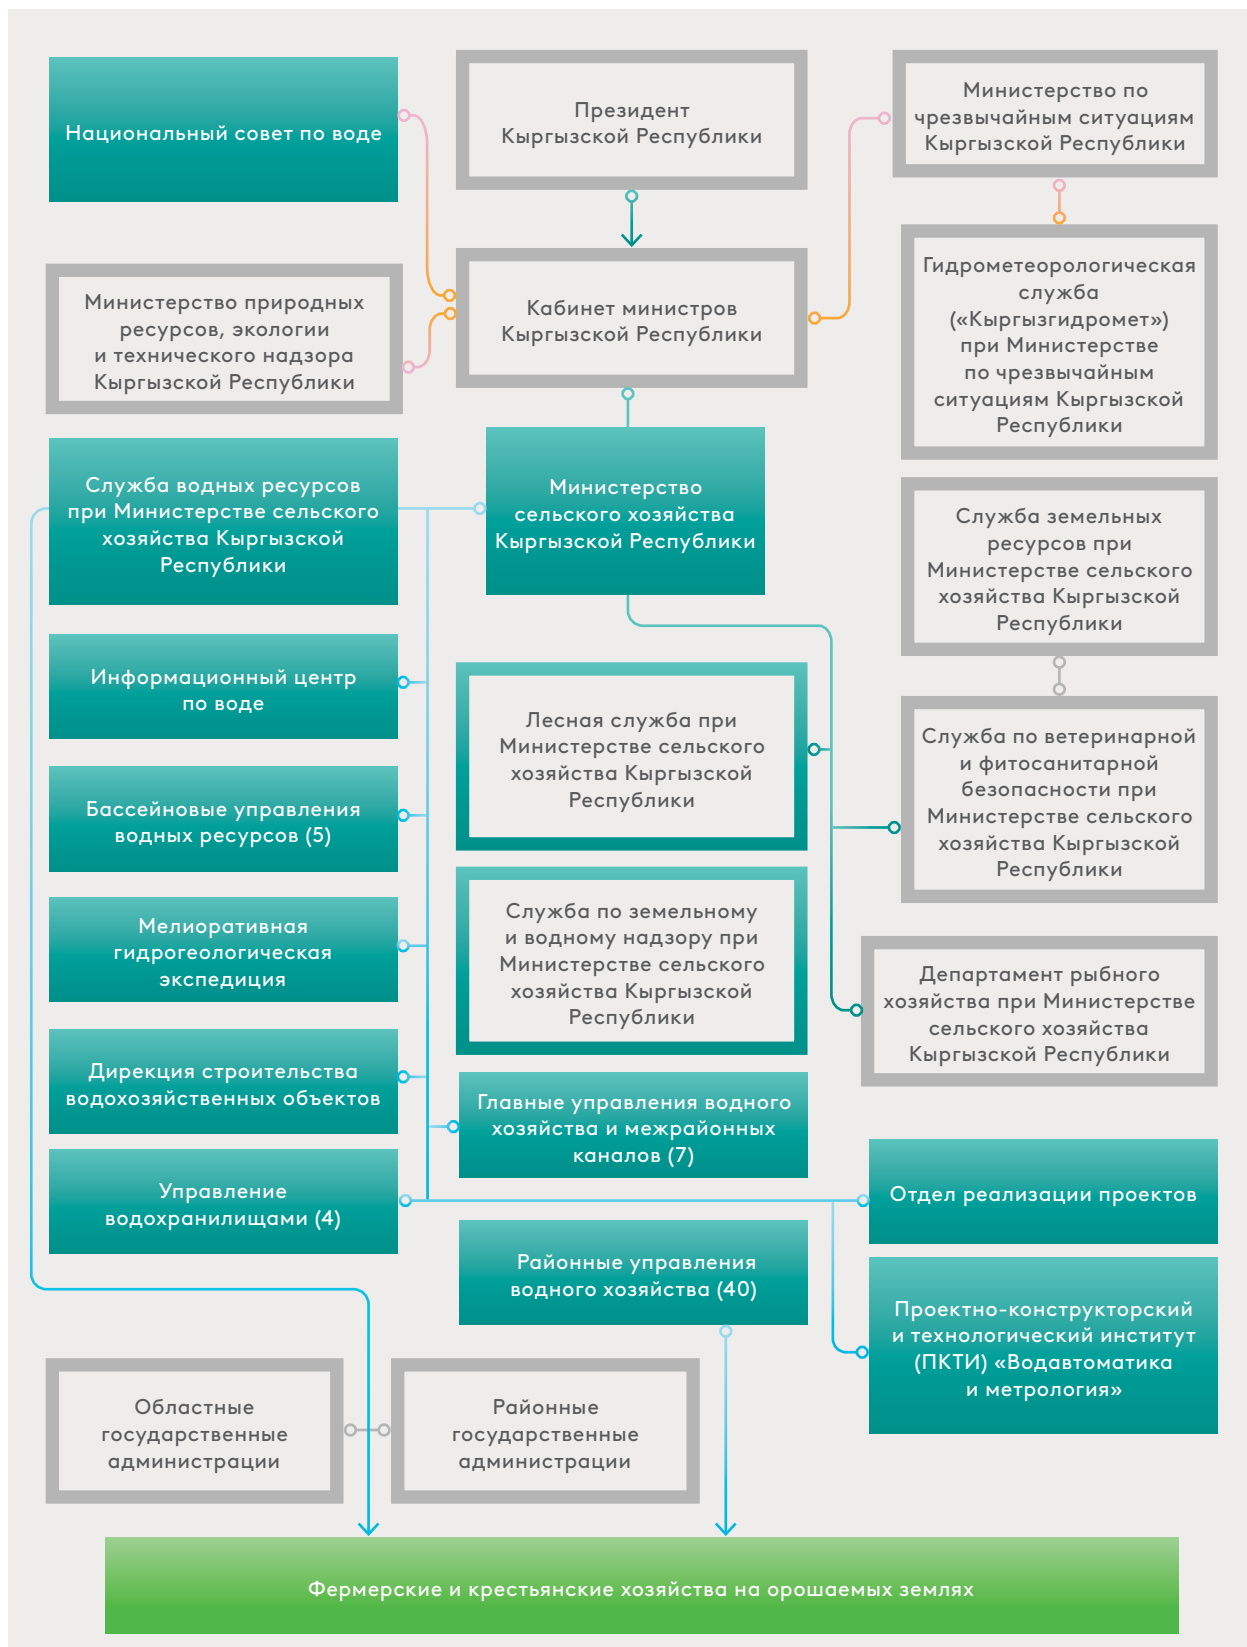 Национальный совет по воде
Президент
Кыргызской Республики
Министерство по
чрезвычайным ситуациям
Кыргызской Республики
Министерство природных
ресурсов, экологии
и технического надзора
Кыргызской Республики
Кабинет министров
Кыргызской Республики
Гидрометеорологическая
служба
(«Кыргызгидромет»)
при Министерстве
по чрезвычайным
ситуациям Кыргызской
Республики
Служба водных ресурсов
при Министерстве сельского
хозяйства Кыргызской
Республики
Министерство
сельского хозяйства
Кыргызской Республики
Служба земельных
ресурсов при
Министерстве сельского
хозяйства Кыргызской
Республики
Информационный центр
по воде
Лесная служба при
Министерстве сельского
хозяйства Кыргызской
Республики
Служба по ветеринарной
и фитосанитарной
безопасности при
Министерстве сельского
хозяйства Кыргызской
Республики
Бассейновые управления
водных ресурсов (5)
Мелиоративная
гидрогеологическая
экспедиция
Служба по земельному
и водному надзору при
Министерстве сельского
хозяйства Кыргызской
Республики
Департамент рыбного
хозяйства при Министерстве
сельского хозяйства
Кыргызской Республики
Дирекция строительства
водохозяйственных объектов
Главные управления водного
хозяйства и межрайонных
каналов (7)
Управление
водохранилищами (4)
Отдел реализации проектов
Районные управления
водного хозяйства (40)
Проектно-конструкторский
и технологический институт
(ПКТИ) «Водавтоматика
и метрология»
Областные
государственные
администрации
Районные
государственные
администрации
Фермерские и крестьянские хозяйства на орошаемых землях